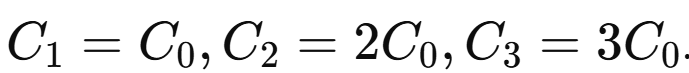 C₁ = C₀, C₂ = 2C₀, C₃ = 3C₀.